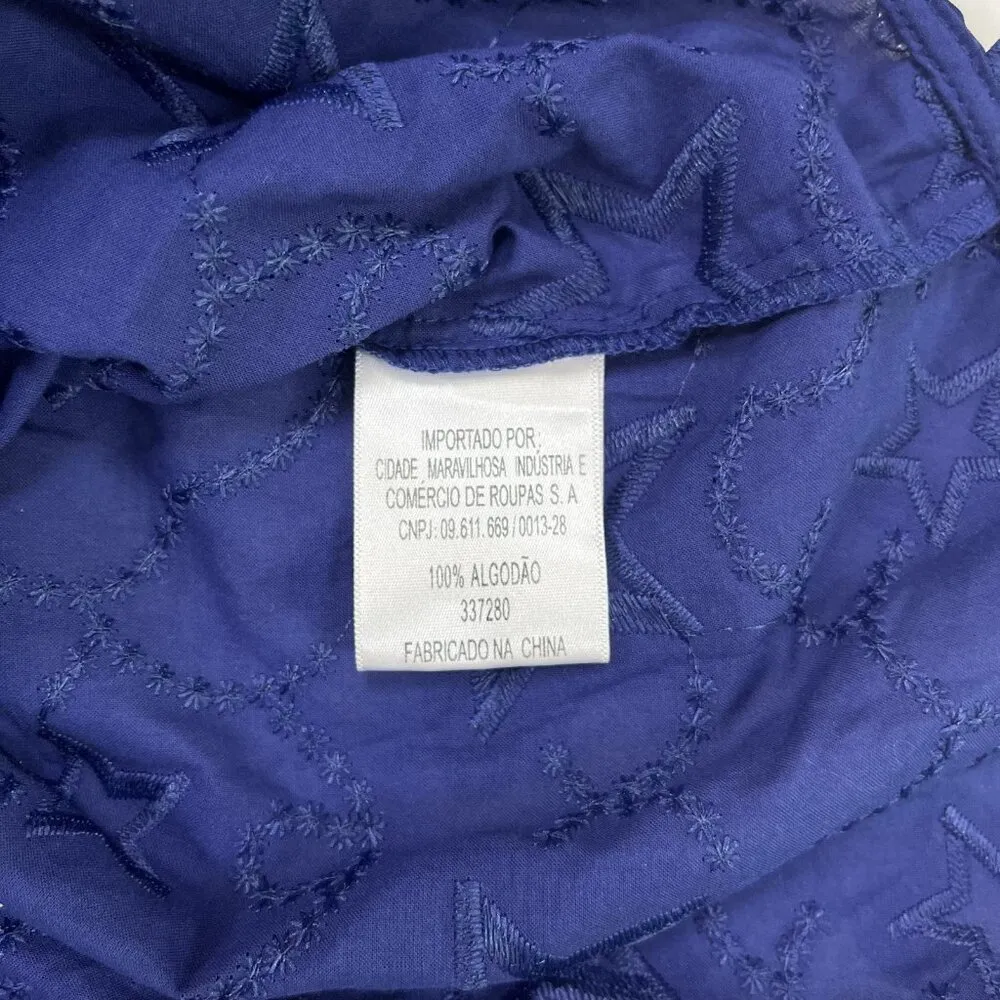 IMPORTADO POR:
CIDADE MARAVILHOSA INDÚSTRIA E
COMÉRCIO DE ROUPAS S. A
CNPJ: 09.611.669/0013-28
100% ALGODÃO
337280
FABRICADO NA CHINA